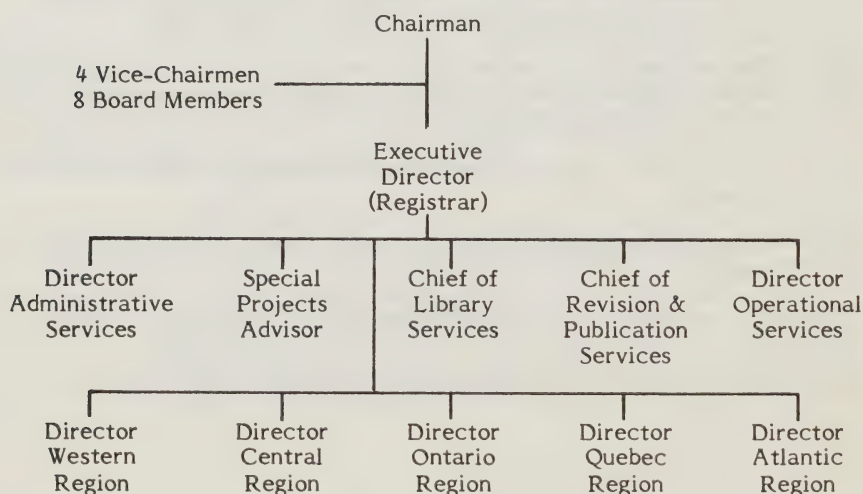 Chairman
4 Vice-Chairmen
8 Board Members
Executive
Director
(Registrar)
Director
Administrative
Services
Special
Projects
Advisor
Chief of
Library
Services
Chief of
Revision &
Publication
Services
Director
Operational
Services
Director
Western
Region
Director
Central
Region
Director
Ontario
Region
Director
Quebec
Region
Director
Atlantic
Region